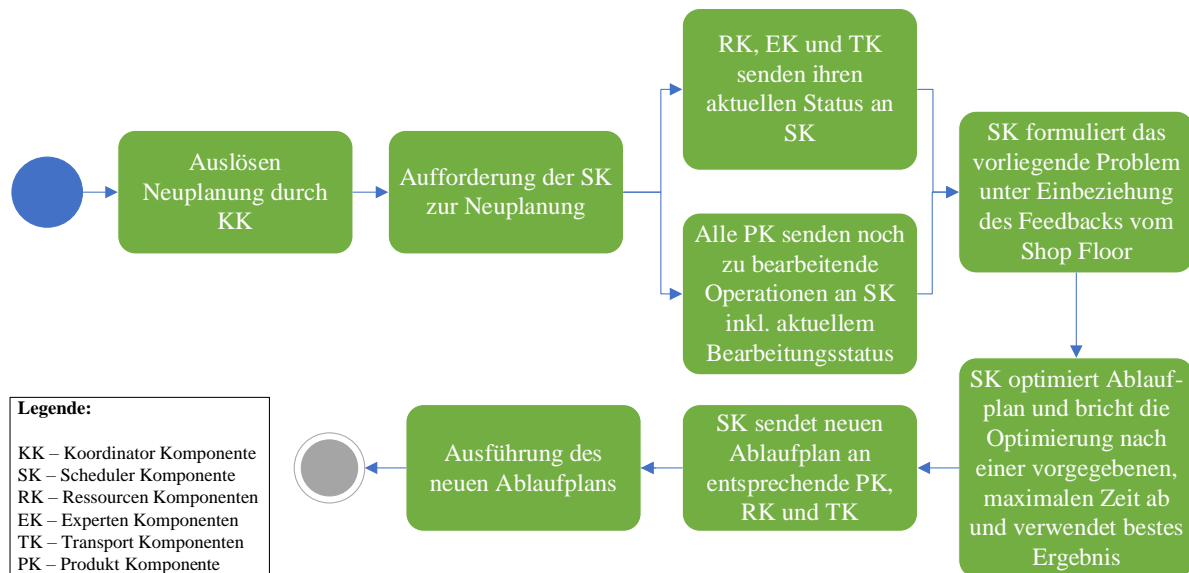 Auslösen
Neuplanung durch
KK
Aufforderung der SK
zur Neuplanung
RK, EK und TK
senden ihren
aktuellen Status an
SK
Alle PK senden noch
zu bearbeitende
Operationen an SK
inkl. aktuellem
Bearbeitungsstatus
SK formuliert das
vorliegende Problem
unter Einbeziehung
des Feedbacks vom
Shop Floor
SK optimiert Ablauf-
plan und bricht die
Optimierung nach
einer vorgegebenen,
maximalen Zeit ab
und verwendet bestes
Ergebnis
SK sendet neuen
Ablaufplan an
entsprechende PK,
RK und TK
Ausführung des
neuen Ablaufplans
Legende:
KK – Koordinator Komponente
SK – Scheduler Komponente
RK – Ressourcen Komponenten
EK – Experten Komponenten
TK – Transport Komponenten
PK – Produkt Komponente